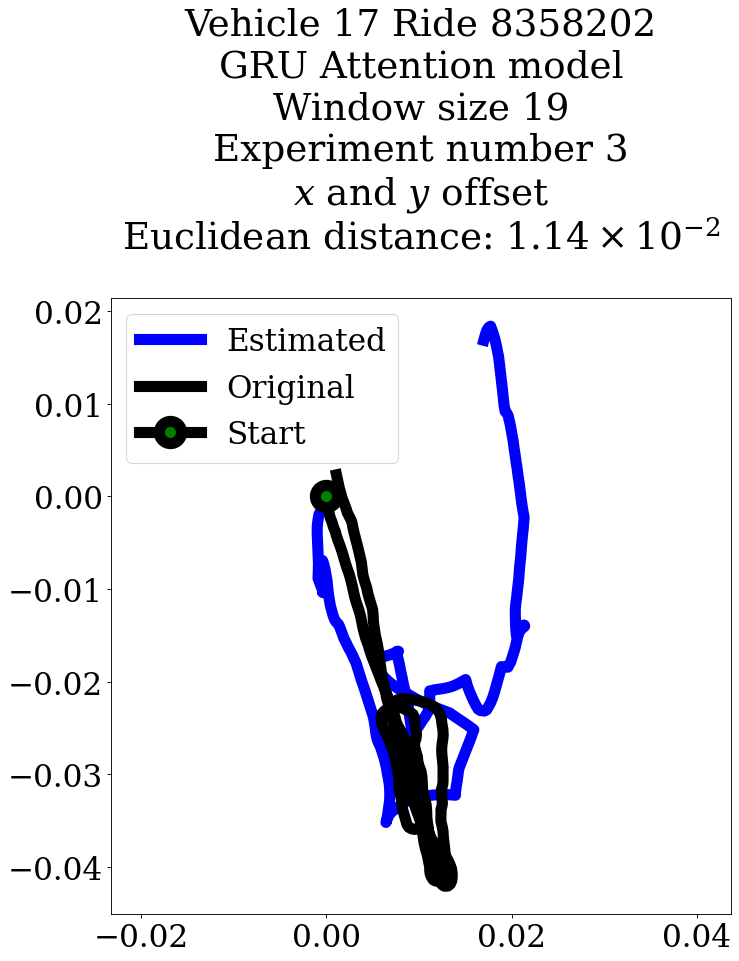 Vehicle 17 Ride 8358202
GRU Attention model
Window size 19
Experiment number 3
x and y offset
Euclidean distance: 1.14 × 10⁻²
0.02
0.01
0.00
−0.01
−0.02
−0.03
−0.04
Estimated
Original
Start
−0.02
0.00
0.02
0.04